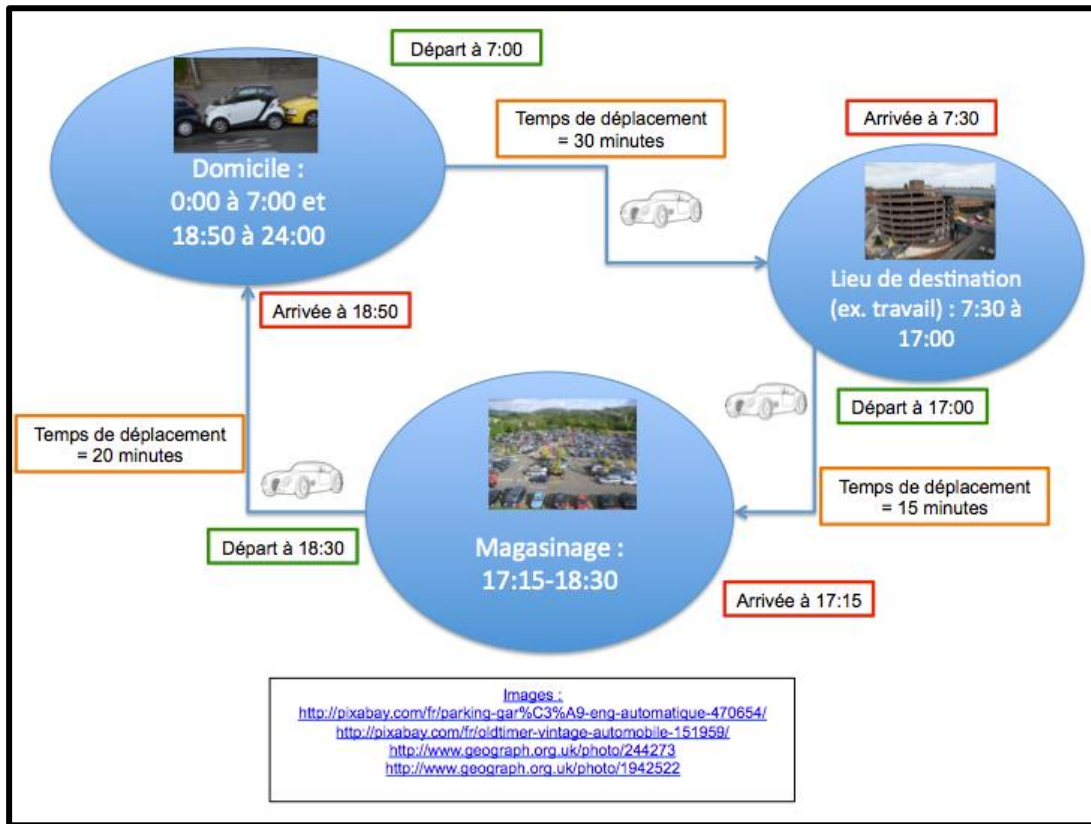 Départ à 7:00
Domicile :
0:00 à 7:00 et
18:50 à 24:00
Temps de déplacement
= 30 minutes
Arrivée à 7:30
Lieu de destination
(ex. travail) : 7:30 à
17:00
Départ à 17:00
Temps de déplacement
= 15 minutes
Arrivée à 17:15
Magasinage :
17:15-18:30
Départ à 18:30
Temps de déplacement
= 20 minutes
Arrivée à 18:50
Images :
http://pixabay.com/fr/parking-gar%C3%A9-eng-automatique-470654/
http://pixabay.com/fr/oldtimer-vintage-automobile-151959/
http://www.geograph.org.uk/photo/244273
http://www.geograph.org.uk/photo/1942522